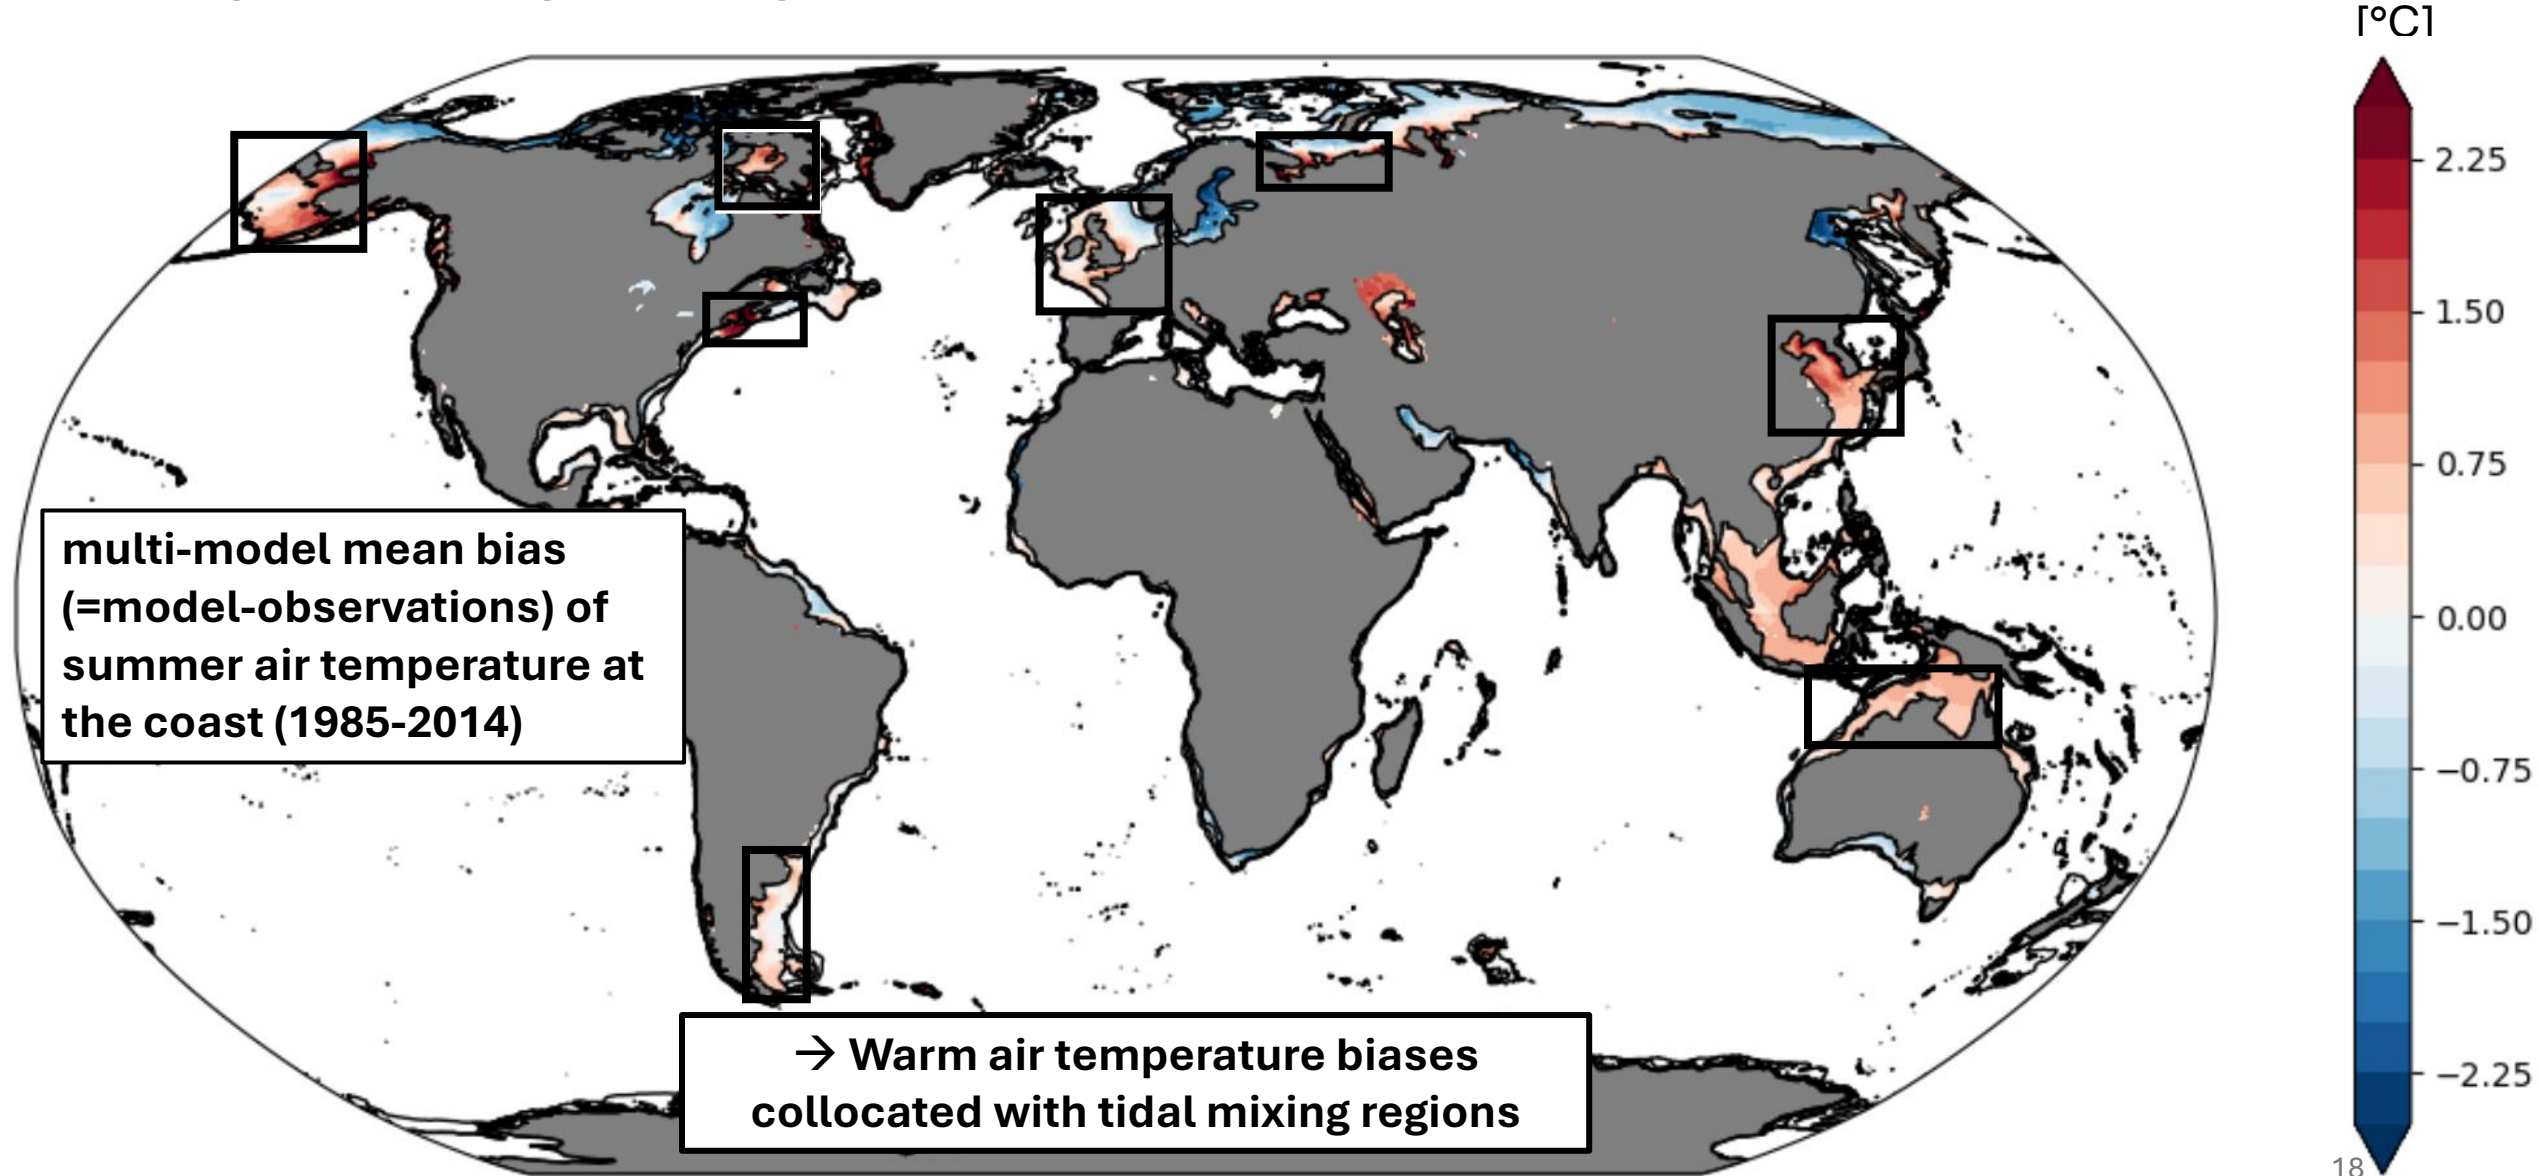 [°C]
2.25
1.50
0.75
0.00
−0.75
−1.50
−2.25
multi-model mean bias
(=model-observations) of
summer air temperature at
the coast (1985-2014)
→ Warm air temperature biases
collocated with tidal mixing regions
18